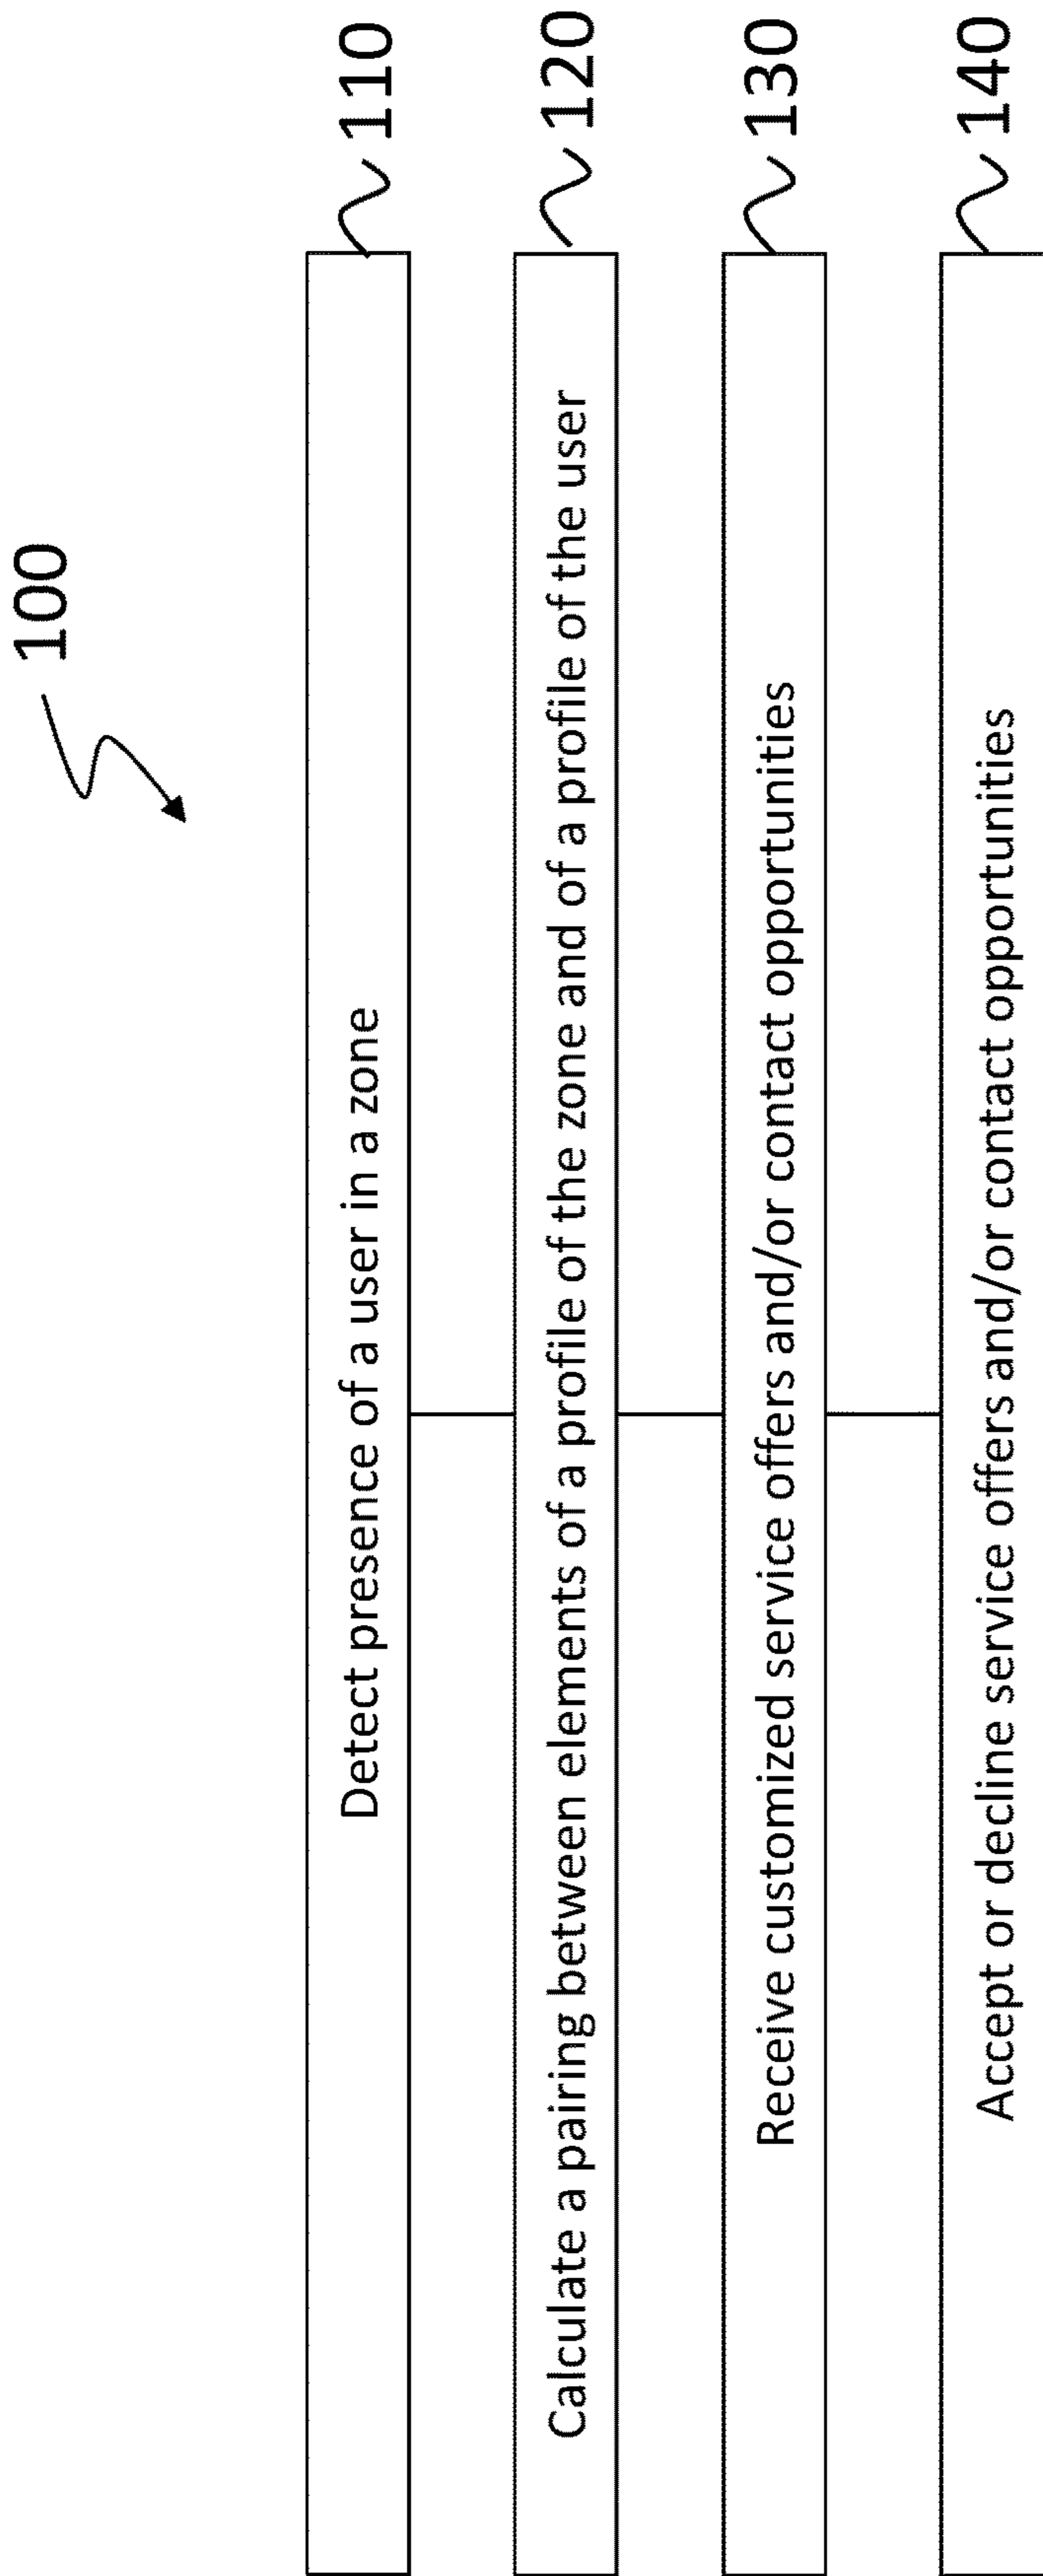 100
Detect presence of a user in a zone
110
Calculate a pairing between elements of a profile of the zone and of a profile of the user
120
Receive customized service offers and/or contact opportunities
130
Accept or decline service offers and/or contact opportunities
140